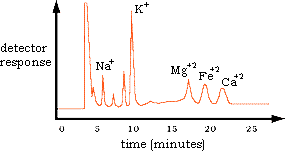 K+
detector
response
Na+
Mg+2 Fe+2 Ca+2
0 5 10 15 20 25
time (minutes)